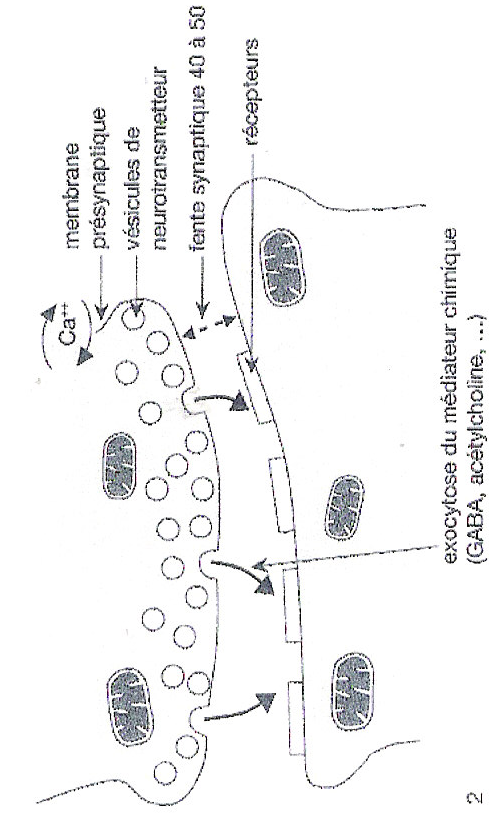 Ca++
membrane
présynaptique
vésicules de
neurotransmetteur
fente synaptique 40 à 50
récepteurs
exocytose du médiateur chimique
(GABA, acétylcholine, ...)
2